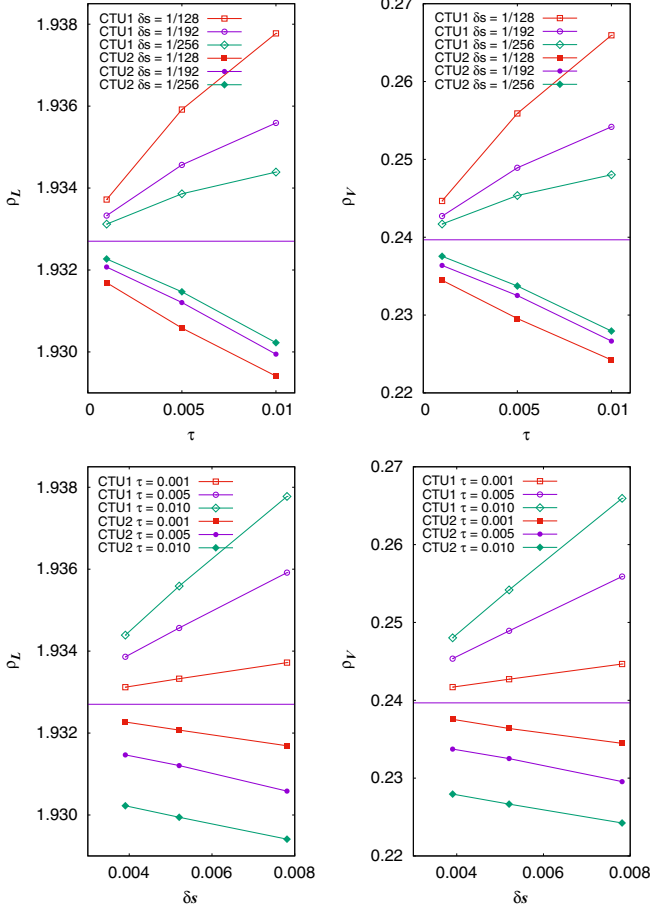 CTU1 δs = 1/128
CTU1 δs = 1/192
CTU1 δs = 1/256
CTU2 δs = 1/128
CTU2 δs = 1/192
CTU2 δs = 1/256
1.938
1.936
1.934
1.932
1.930
ρL
0
0.005
0.01
τ
CTU1 δs = 1/128
CTU1 δs = 1/192
CTU1 δs = 1/256
CTU2 δs = 1/128
CTU2 δs = 1/192
CTU2 δs = 1/256
0.27
0.26
0.25
0.24
0.23
0.22
ρV
0
0.005
0.01
τ
CTU1 τ = 0.001
CTU1 τ = 0.005
CTU1 τ = 0.010
CTU2 τ = 0.001
CTU2 τ = 0.005
CTU2 τ = 0.010
1.938
1.936
1.934
1.932
1.930
ρL
0.004
0.006
0.008
δs
CTU1 τ = 0.001
CTU1 τ = 0.005
CTU1 τ = 0.010
CTU2 τ = 0.001
CTU2 τ = 0.005
CTU2 τ = 0.010
0.27
0.26
0.25
0.24
0.23
0.22
ρV
0.004
0.006
0.008
δs